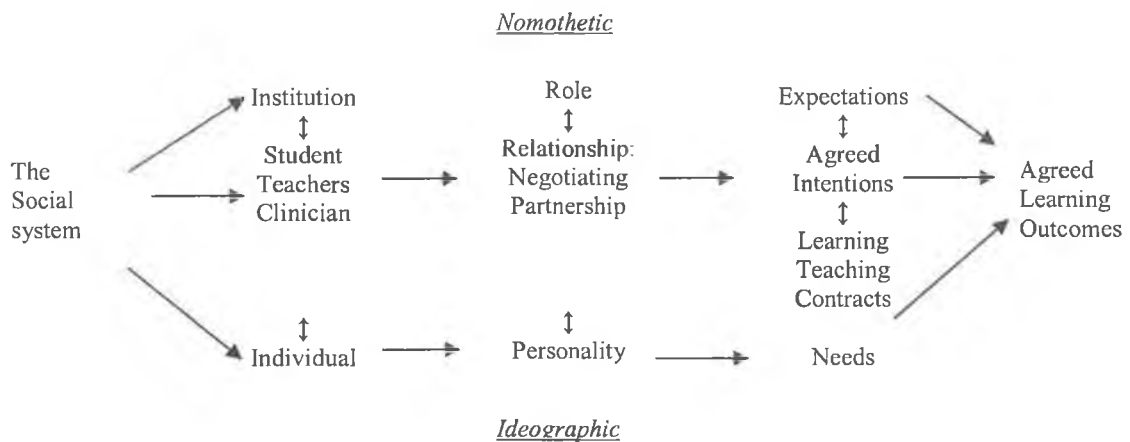 Nomothetic
Institution
Role
Expectations
The
Social
system
Student
Teachers
Clinician
Relationship:
Negotiating
Partnership
Agreed
Intentions
Agreed
Learning
Outcomes
Learning
Teaching
Contracts
Individual
Personality
Needs
Ideographic